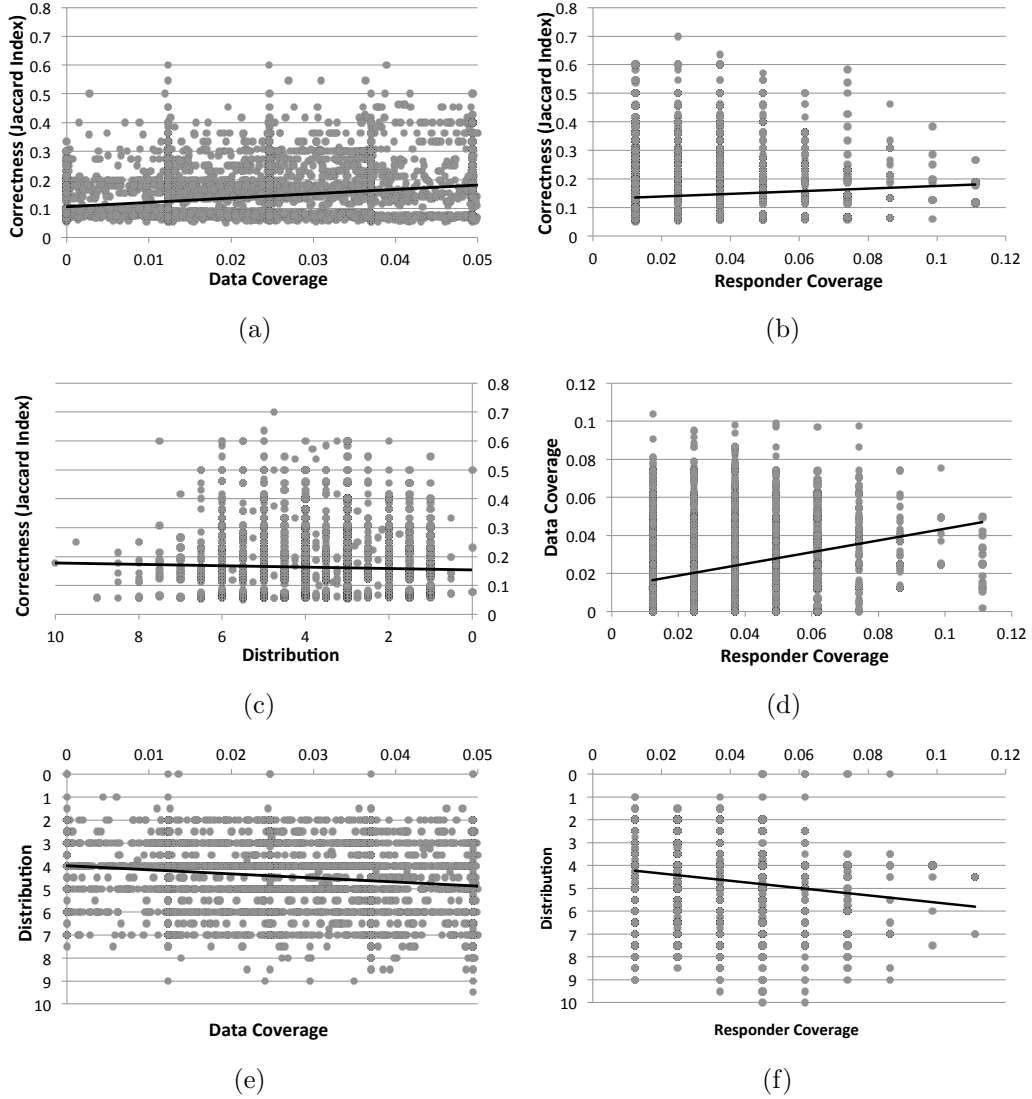 0.8
0.7
0.6
0.5
0.4
0.3
0.2
0.1
0
Correctness (Jaccard Index)
0 0.01 0.02 0.03 0.04 0.05
Data Coverage
(a)
0.8
0.7
0.6
0.5
0.4
0.3
0.2
0.1
0
Correctness (Jaccard Index)
0 0.02 0.04 0.06 0.08 0.1 0.12
Responder Coverage
(b)
Correctness (Jaccard Index)
0.8
0.7
0.6
0.5
0.4
0.3
0.2
0.1
0
10 8 6 4 2 0
Distribution
(c)
0.12
0.1
0.08
0.06
0.04
0.02
0
Data Coverage
0 0.02 0.04 0.06 0.08 0.1 0.12
Responder Coverage
(d)
0 0.01 0.02 0.03 0.04 0.05
0
1
2
3
4
5
6
7
8
9
10
Distribution
Data Coverage
(e)
0 0.02 0.04 0.06 0.08 0.1 0.12
0
1
2
3
4
5
6
7
8
9
10
Distribution
Responder Coverage
(f)